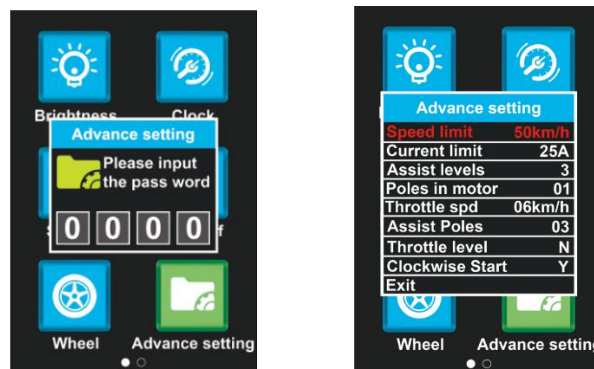 Brightness Clock
Advance setting
Please input
the pass word
0 0 0 0
Wheel Advance setting
Advance setting
Speed limit 50km/h
Current limit 25A
Assist levels 3
Poles in motor 01
Throttle spd 06km/h
Assist Poles 03
Throttle level N
Clockwise Start Y
Exit
Wheel Advance settin